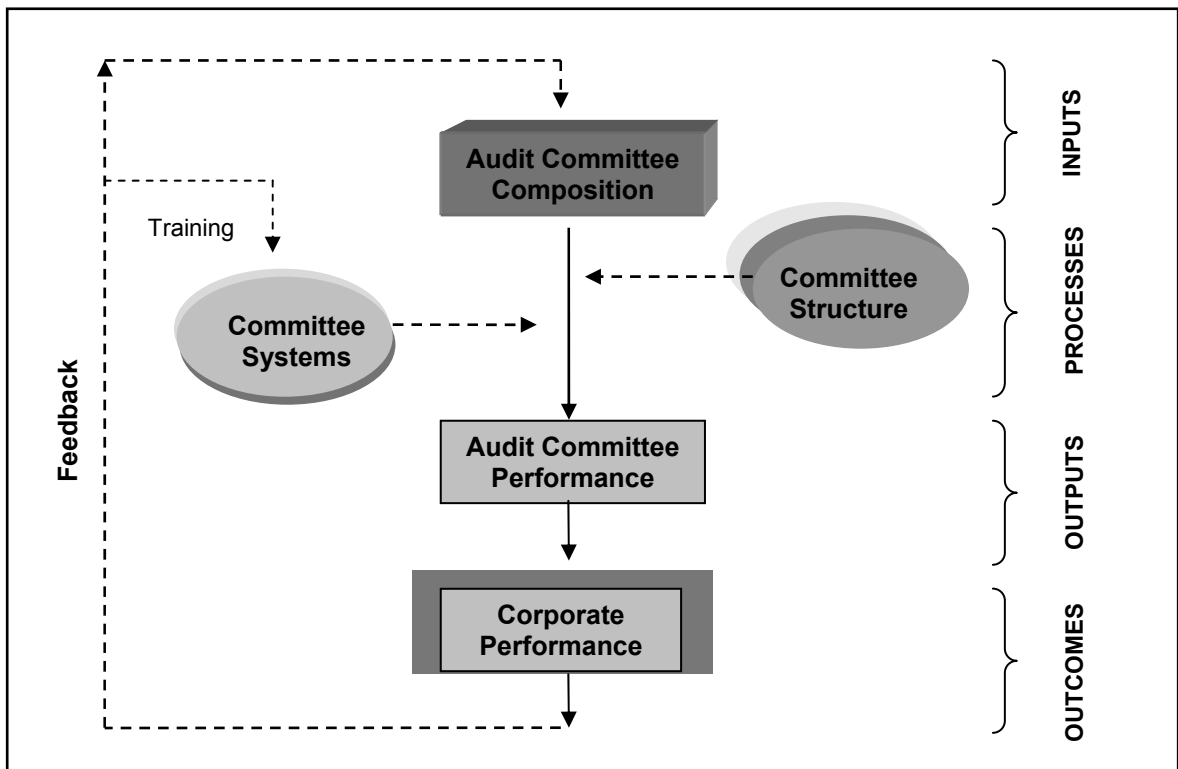 Audit Committee
Composition
INPUTS
Training
Committee
Structure
PROCESSES
Committee
Systems
Feedback
Audit Committee
Performance
OUTPUTS
Corporate
Performance
OUTCOMES